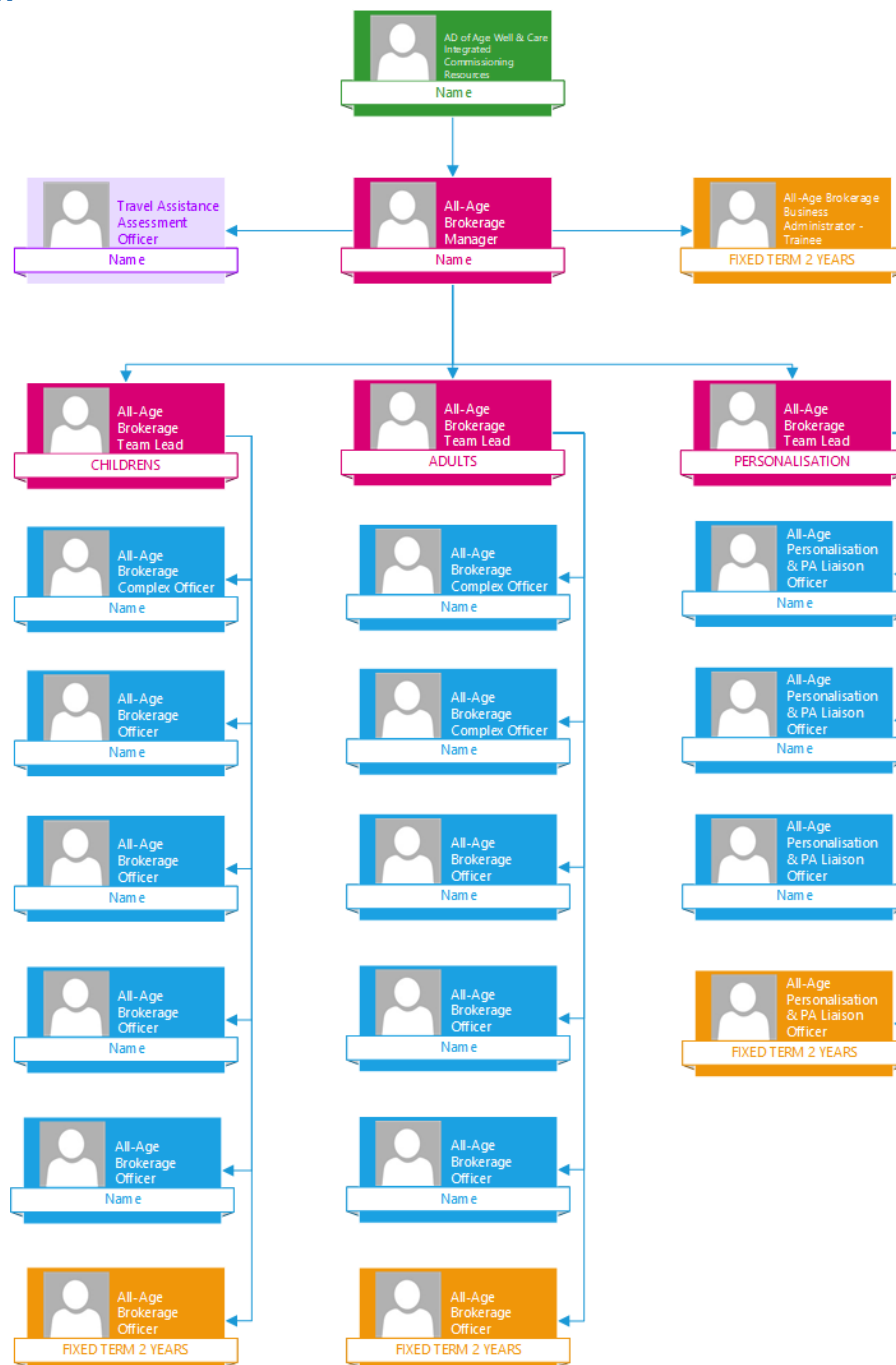 AD of Age Well & Care
Integrated
Commissioning
Resources
Name
Travel Assistance
Assessment
Officer
Name
All-Age
Brokerage
Manager
Name
All-Age Brokerage
Business
Administrator -
Trainee
FIXED TERM 2 YEARS
All-Age
Brokerage
Team Lead
CHILDRENS
All-Age
Brokerage
Team Lead
ADULTS
All-Age
Brokerage
Team Lead
PERSONALISATION
All-Age
Brokerage
Complex Officer
Name
All-Age
Brokerage
Complex Officer
Name
All-Age
Personalisation
& PA Liaison
Officer
Name
All-Age
Brokerage
Officer
Name
All-Age
Brokerage
Complex Officer
Name
All-Age
Personalisation
& PA Liaison
Officer
Name
All-Age
Brokerage
Officer
Name
All-Age
Brokerage
Officer
Name
All-Age
Personalisation
& PA Liaison
Officer
Name
All-Age
Brokerage
Officer
Name
All-Age
Brokerage
Officer
Name
All-Age
Personalisation
& PA Liaison
Officer
FIXED TERM 2 YEARS
All-Age
Brokerage
Officer
Name
All-Age
Brokerage
Officer
Name
All-Age
Brokerage
Officer
FIXED TERM 2 YEARS
All-Age
Brokerage
Officer
FIXED TERM 2 YEARS